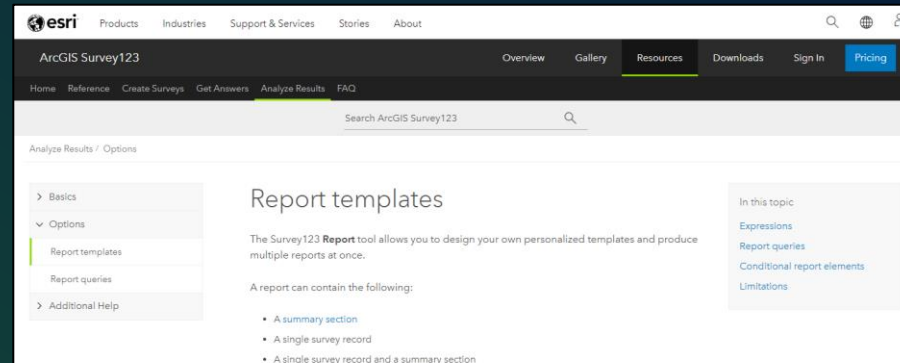 esri Products Industries Support & Services Stories About
ArcGIS Survey123 Overview Gallery Resources Downloads Sign In Pricing
Home Reference Create Surveys Get Answers Analyze Results FAQ
Search ArcGIS Survey123
Analyze Results / Options
Basics
Options
Report templates
Report queries
Additional Help
Report templates
The Survey123 Report tool allows you to design your own personalized templates and produce
multiple reports at once.
A report can contain the following:
• A summary section
• A single survey record
• A single survey record and a summary section
In this topic
Expressions
Report queries
Conditional report elements
Limitations